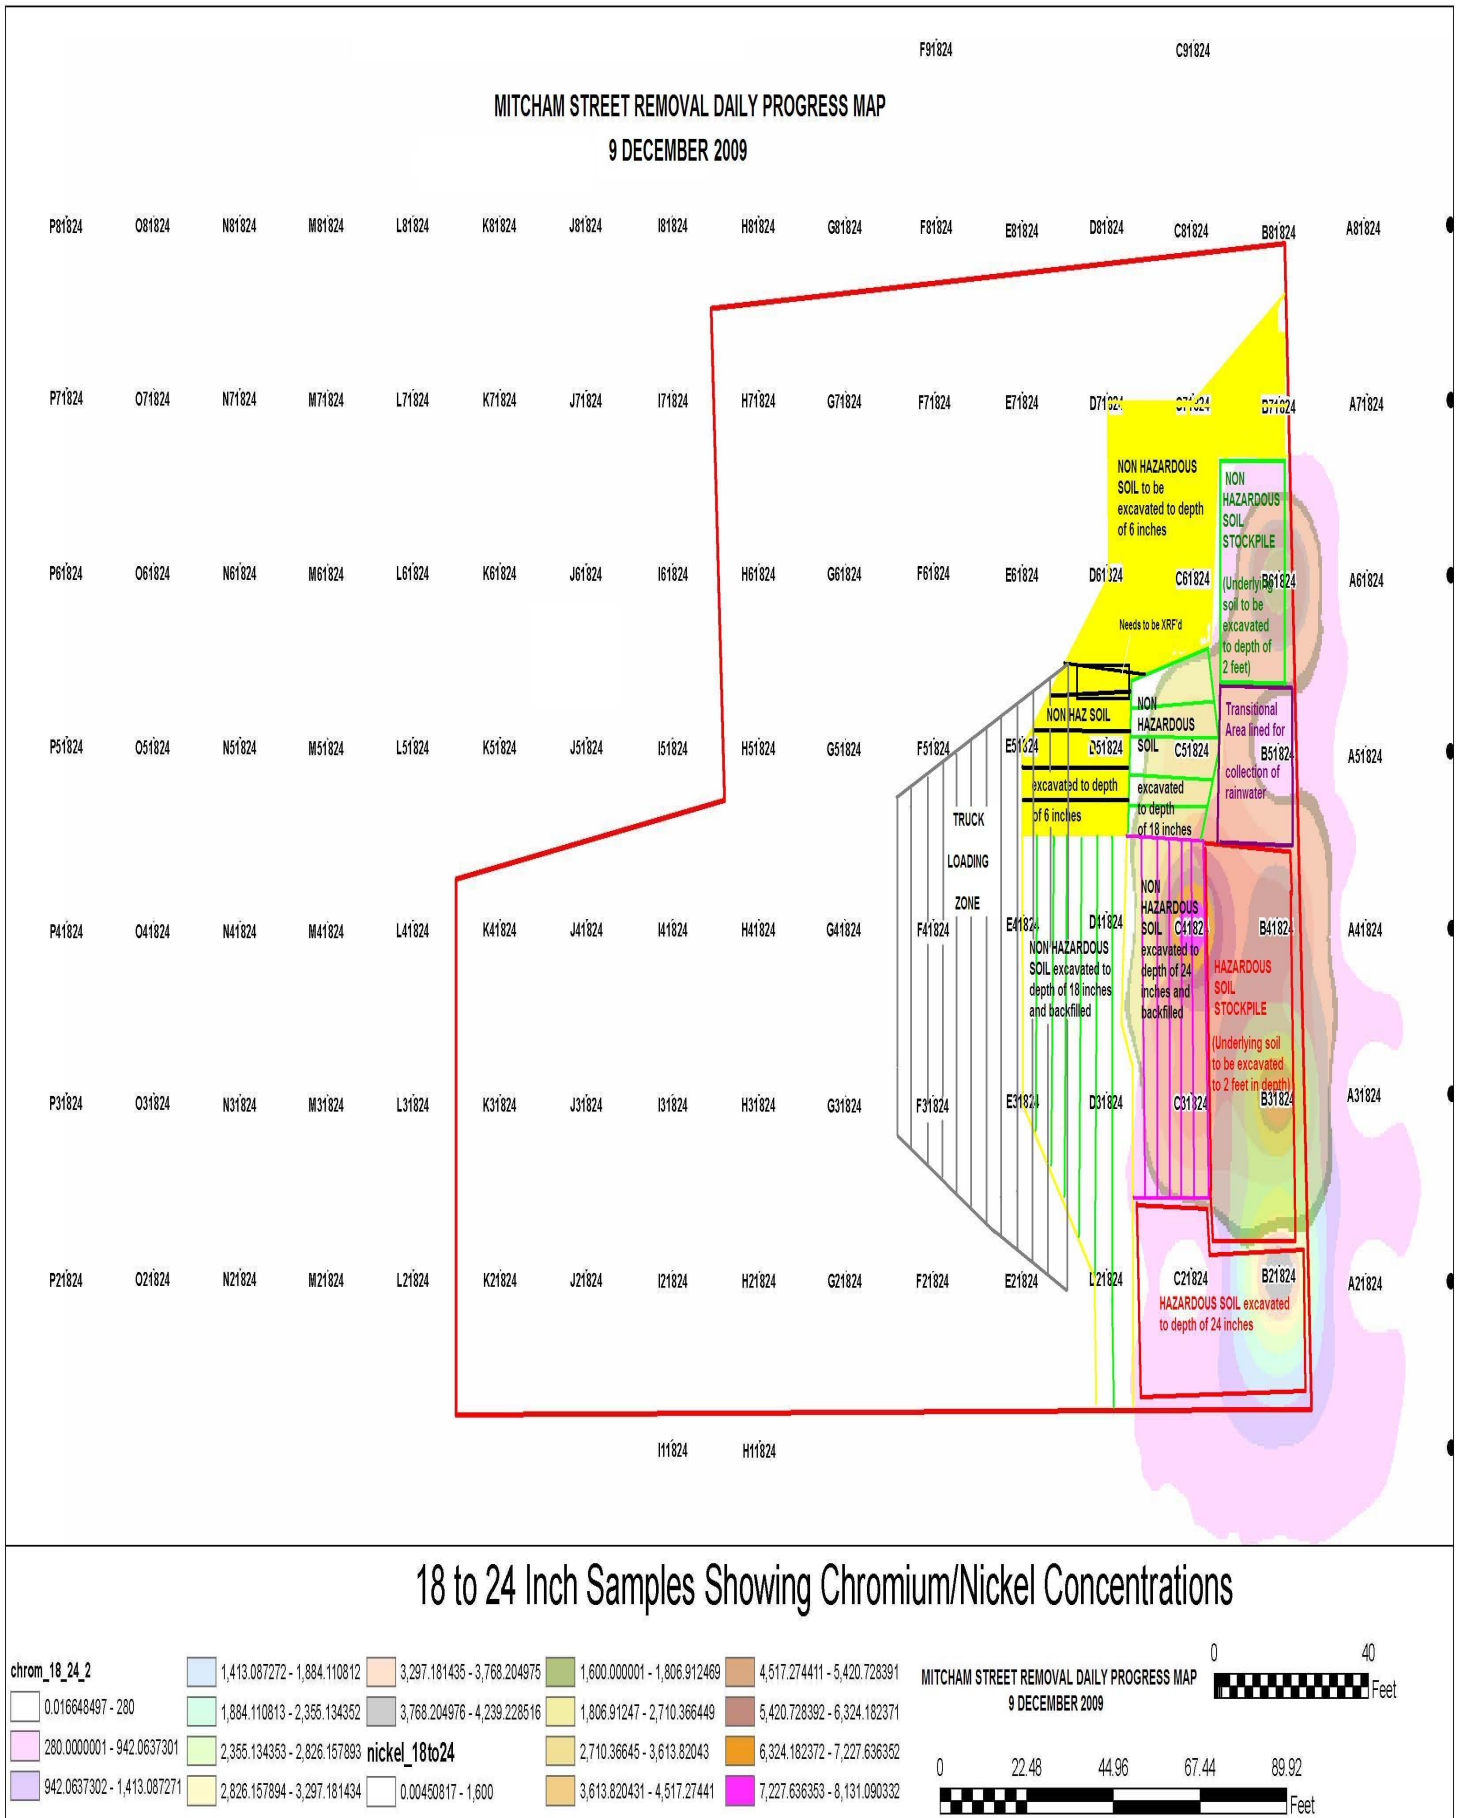 F91824 C91824
MITCHAM STREET REMOVAL DAILY PROGRESS MAP
9 DECEMBER 2009
P81824 O81824 N81824 M81824 L81824 K81824 J81824 I81824 H81824 G81824 F81824 E81824 D81824 C81824 B81824 A81824
P71824 O71824 N71824 M71824 L71824 K71824 J71824 I71824 H71824 G71824 F71824 E71824 D71824 C71824 B71824 A71824
NON HAZARDOUS
SOIL to be
excavated to depth
of 6 inches
NON
HAZARDOUS
SOIL
STOCKPILE
(Underlying
soil to be
excavated
to depth of
2 feet)
P61824 O61824 N61824 M61824 L61824 K61824 J61824 I61824 H61824 G61824 F61824 E61824 D61824 C61824 B61824 A61824
Needs to be XRF'd
NON HAZ SOIL
excavated to depth
of 6 inches
NON
HAZARDOUS
SOIL
excavated
to depth
of 18 inches
Transitional
Area lined for
collection of
rainwater
P51824 O51824 N51824 M51824 L51824 K51824 J51824 I51824 H51824 G51824 F51824 E51824 D51824 C51824 B51824 A51824
TRUCK
LOADING
ZONE
P41824 O41824 N41824 M41824 L41824 K41824 J41824 I41824 H41824 G41824 F41824 E41824 D41824 C41824 B41824 A41824
NON HAZARDOUS
SOIL excavated to
depth of 18 inches
and backfilled
NON
HAZARDOUS
SOIL
excavated to
depth of 24
inches and
backfilled
HAZARDOUS
SOIL
STOCKPILE
(Underlying soil
to be excavated
to 2 feet in depth)
P31824 O31824 N31824 M31824 L31824 K31824 J31824 I31824 H31824 G31824 F31824 E31824 D31824 C31824 B31824 A31824
P21824 O21824 N21824 M21824 L21824 K21824 J21824 I21824 H21824 G21824 F21824 E21824 C21824 B21824 A21824
HAZARDOUS SOIL excavated
to depth of 24 inches
I11824 H11824
18 to 24 Inch Samples Showing Chromium/Nickel Concentrations
chrom_18_24_2
0.016648497 - 280
280.0000001 - 942.0637301
942.0637302 - 1,413.087271
1,413.087272 - 1,884.110812
1,884.110813 - 2,355.134352
2,355.134353 - 2,826.157893
2,826.157894 - 3,297.181434
3,297.181435 - 3,768.204975
3,768.204976 - 4,239.228516
nickel_18to24
0.00450817 - 1,600
1,600.000001 - 1,806.912469
1,806.91247 - 2,710.366449
2,710.36645 - 3,613.82043
3,613.820431 - 4,517.27441
4,517.274411 - 5,420.728391
5,420.728392 - 6,324.182371
6,324.182372 - 7,227.636352
7,227.636353 - 8,131.090332
MITCHAM STREET REMOVAL DAILY PROGRESS MAP
9 DECEMBER 2009
0 40
Feet
0 22.48 44.96 67.44 89.92
Feet